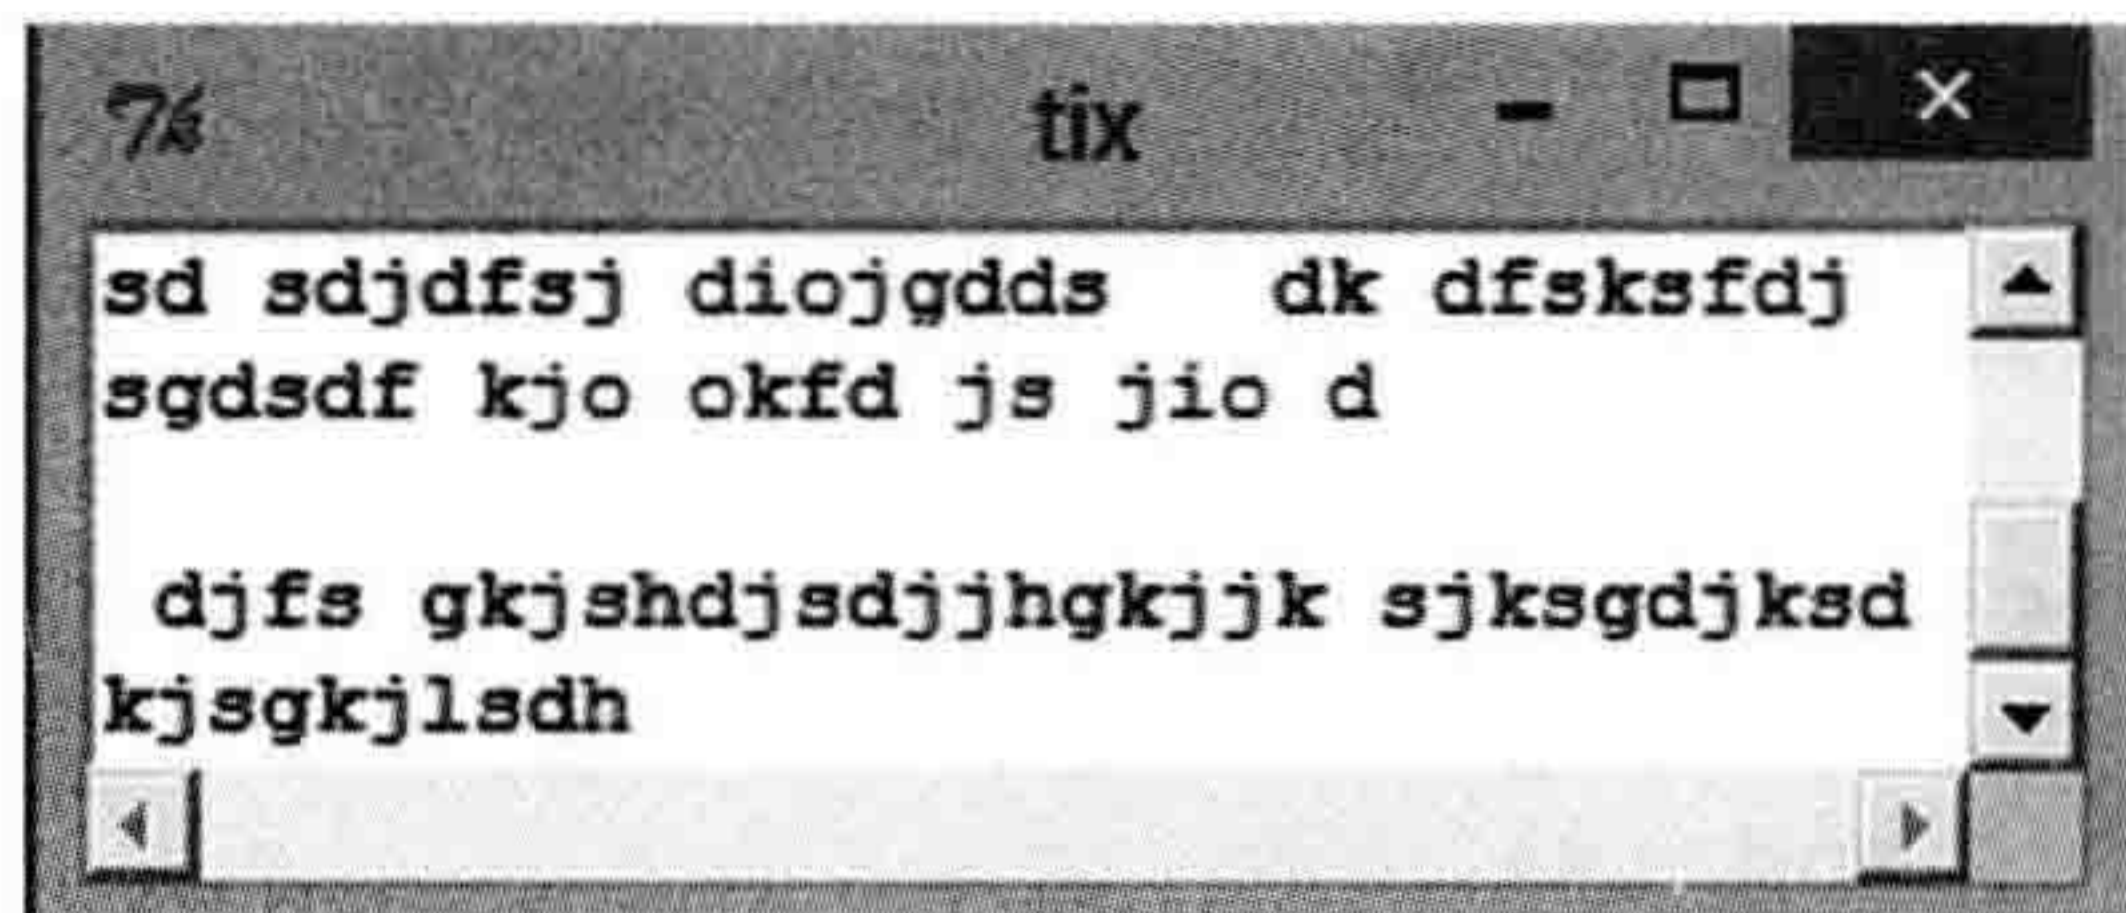 tix
sd sdjdfsj diojgdds   dk dfsksfdj
sgdsdf kjo okfd js jio d

 djfs gkjshdjsdjjhgkjjk sjksgdjksd
kjsgkjlsdh